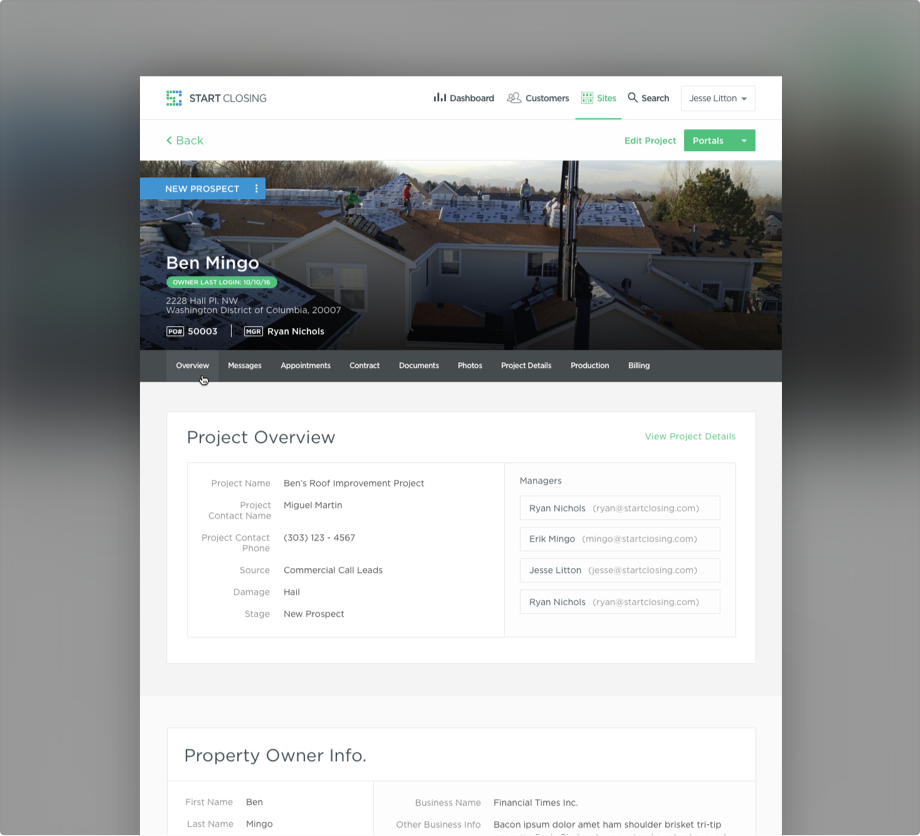 START CLOSING
Dashboard
Customers
Sites
Search
Jesse Litton
Back
Edit Project
Portals
NEW PROSPECT
Ben Mingo
OWNER LAST LOGIN: 10/10/16
2228 Hall Pl. NW
Washington District of Columbia, 20007
PO# 50003
MGR Ryan Nichols
Overview
Messages
Appointments
Contract
Documents
Photos
Project Details
Production
Billing
Project Overview
View Project Details
Project Name Ben's Roof Improvement Project
Project
Contact Name
Miguel Martin
Project Contact
Phone
(303) 123 - 4567
Source Commercial Call Leads
Damage Hail
Stage New Prospect
Managers
Ryan Nichols (ryan@startclosing.com)
Erik Mingo (mingo@startclosing.com)
Jesse Litton (jesse@startclosing.com)
Ryan Nichols (ryan@startclosing.com)
Property Owner Info.
First Name Ben
Last Name Mingo
Business Name Financial Times Inc.
Other Business Info Bacon ipsum dolor amet ham shoulder brisket tri-tip